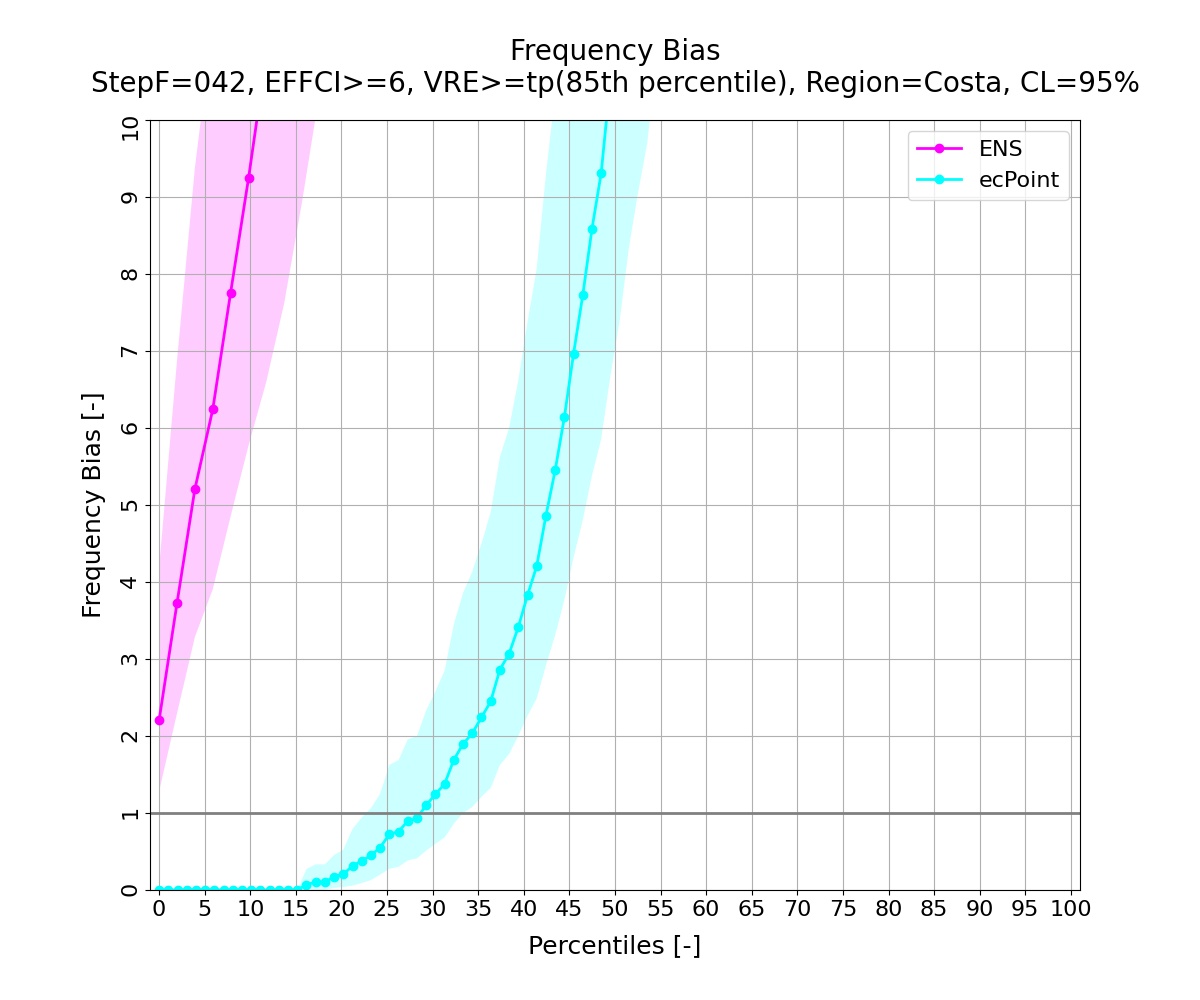 Frequency Bias
StepF=042, EFFCI>=6, VRE>=tp(85th percentile), Region=Costa, CL=95%
10
9
8
7
6
5
4
3
2
1
0
Frequency Bias [-]
ENS
ecPoint
0 5 10 15 20 25 30 35 40 45 50 55 60 65 70 75 80 85 90 95 100
Percentiles [-]